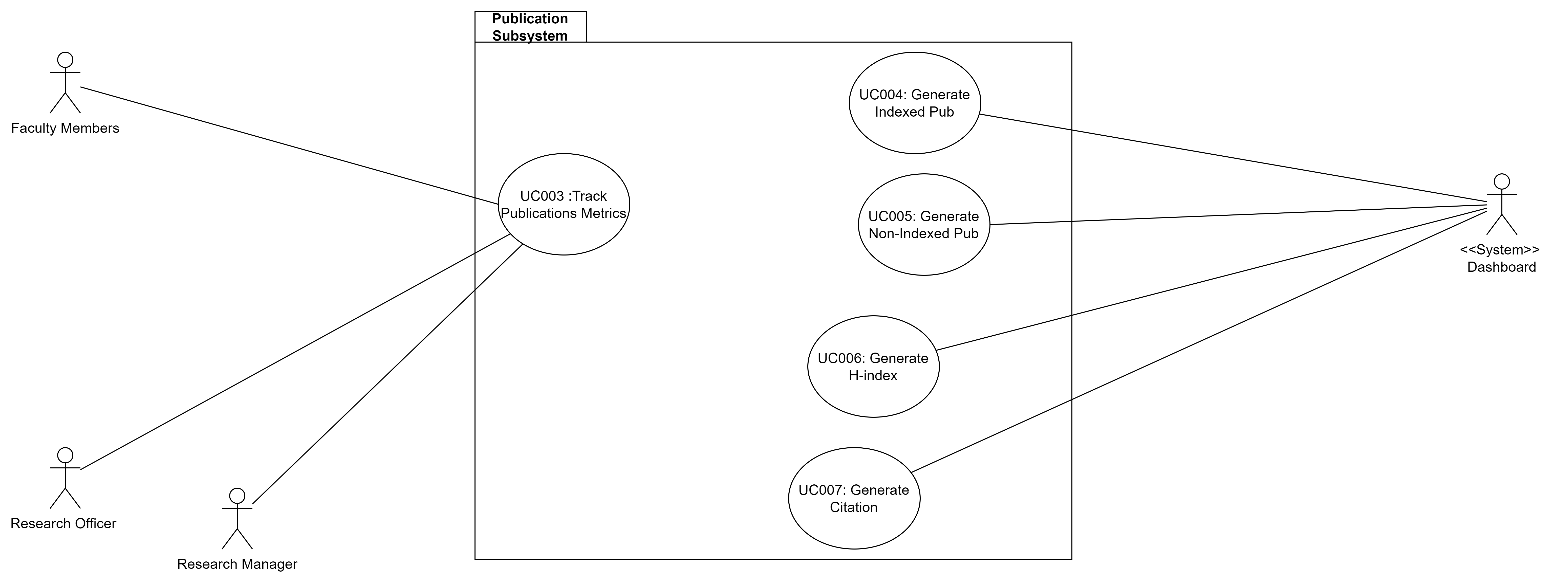 Publication
Subsystem
Faculty Members
UC003 :Track
Publications Metrics
UC004: Generate
Indexed Pub
UC005: Generate
Non-Indexed Pub
<<System>>
Dashboard
UC006: Generate
H-index
UC007: Generate
Citation
Research Officer
Research Manager